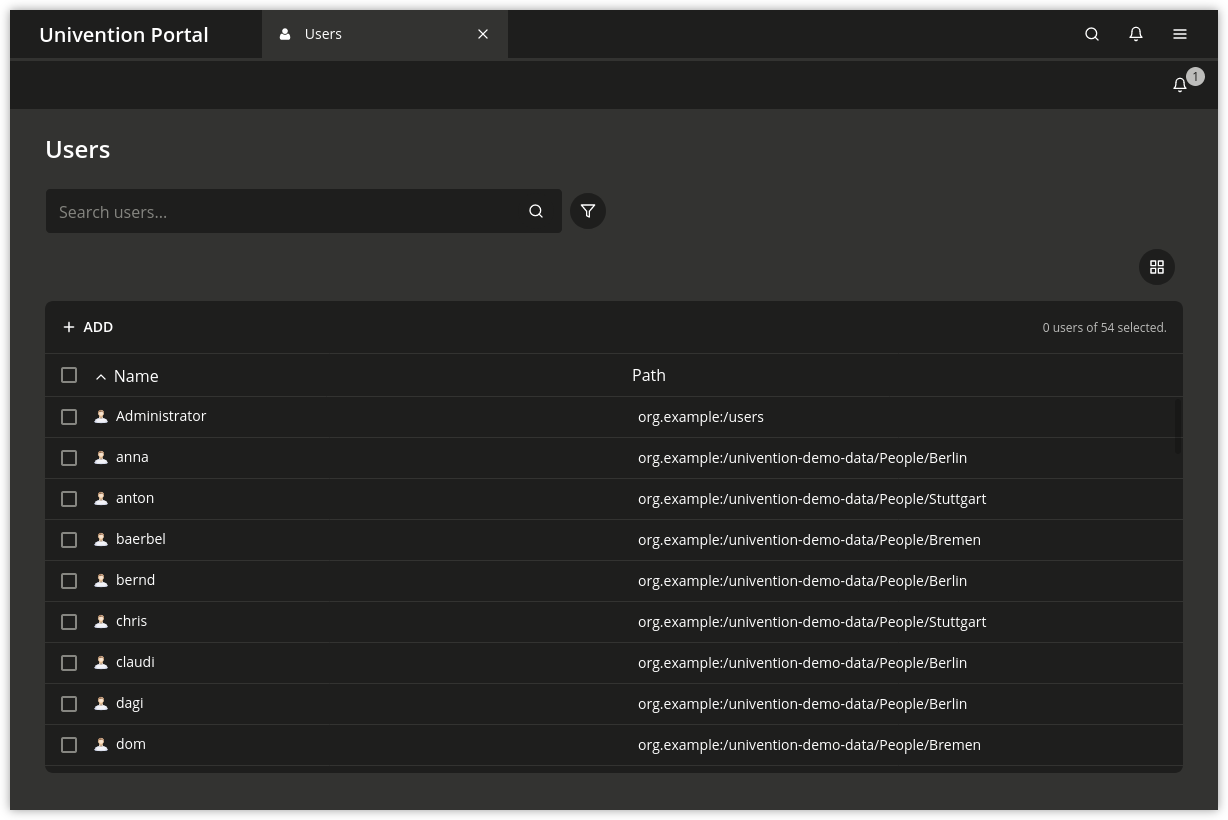 Univention Portal Users
1
Users
Search users...
ADD 0 users of 54 selected.
Name Path
Administrator org.example:/users
anna org.example:/univention-demo-data/People/Berlin
anton org.example:/univention-demo-data/People/Stuttgart
baerbel org.example:/univention-demo-data/People/Bremen
bernd org.example:/univention-demo-data/People/Berlin
chris org.example:/univention-demo-data/People/Stuttgart
claudi org.example:/univention-demo-data/People/Berlin
dagi org.example:/univention-demo-data/People/Berlin
dom org.example:/univention-demo-data/People/Bremen